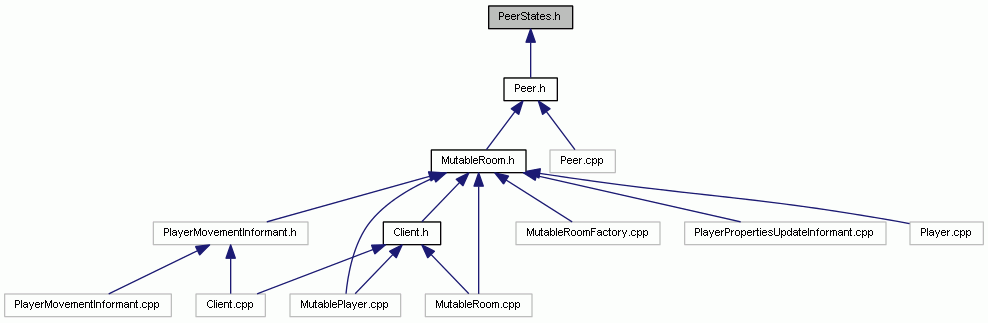 PeerStates.h
Peer.h
MutableRoom.h
Peer.cpp
PlayerMovementInformant.h
Client.h
MutableRoomFactory.cpp
PlayerPropertiesUpdateInformant.cpp
Player.cpp
PlayerMovementInformant.cpp
Client.cpp
MutablePlayer.cpp
MutableRoom.cpp